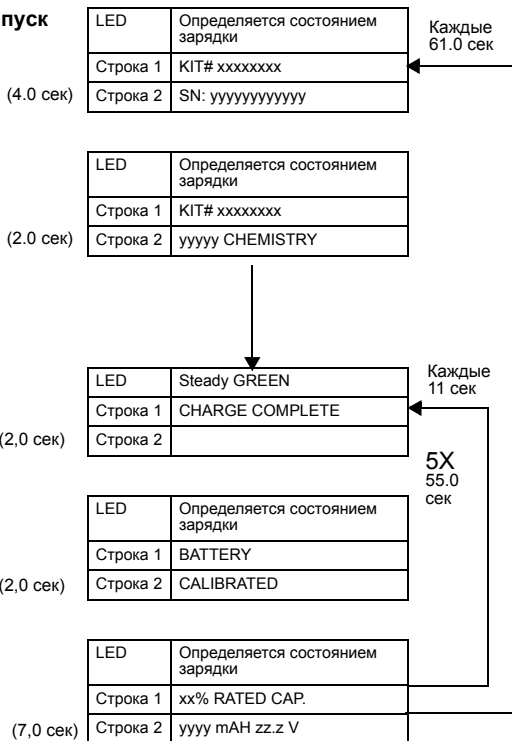 пуск
LED Определяется состоянием зарядки
Каждые 61.0 сек
Строка 1 KIT# xxxxxxxx
(4.0 сек) Строка 2 SN: yyyyyyyyyyyy
LED Определяется состоянием зарядки
Строка 1 KIT# xxxxxxxx
(2.0 сек) Строка 2 yyyyy CHEMISTRY
LED Steady GREEN
Каждые 11 сек
Строка 1 CHARGE COMPLETE
(2,0 сек) Строка 2
5X
55.0
сек
LED Определяется состоянием зарядки
Строка 1 BATTERY
(2,0 сек) Строка 2 CALIBRATED
LED Определяется состоянием зарядки
Строка 1 xx% RATED CAP.
(7,0 сек) Строка 2 yyyy mAH zz.z V